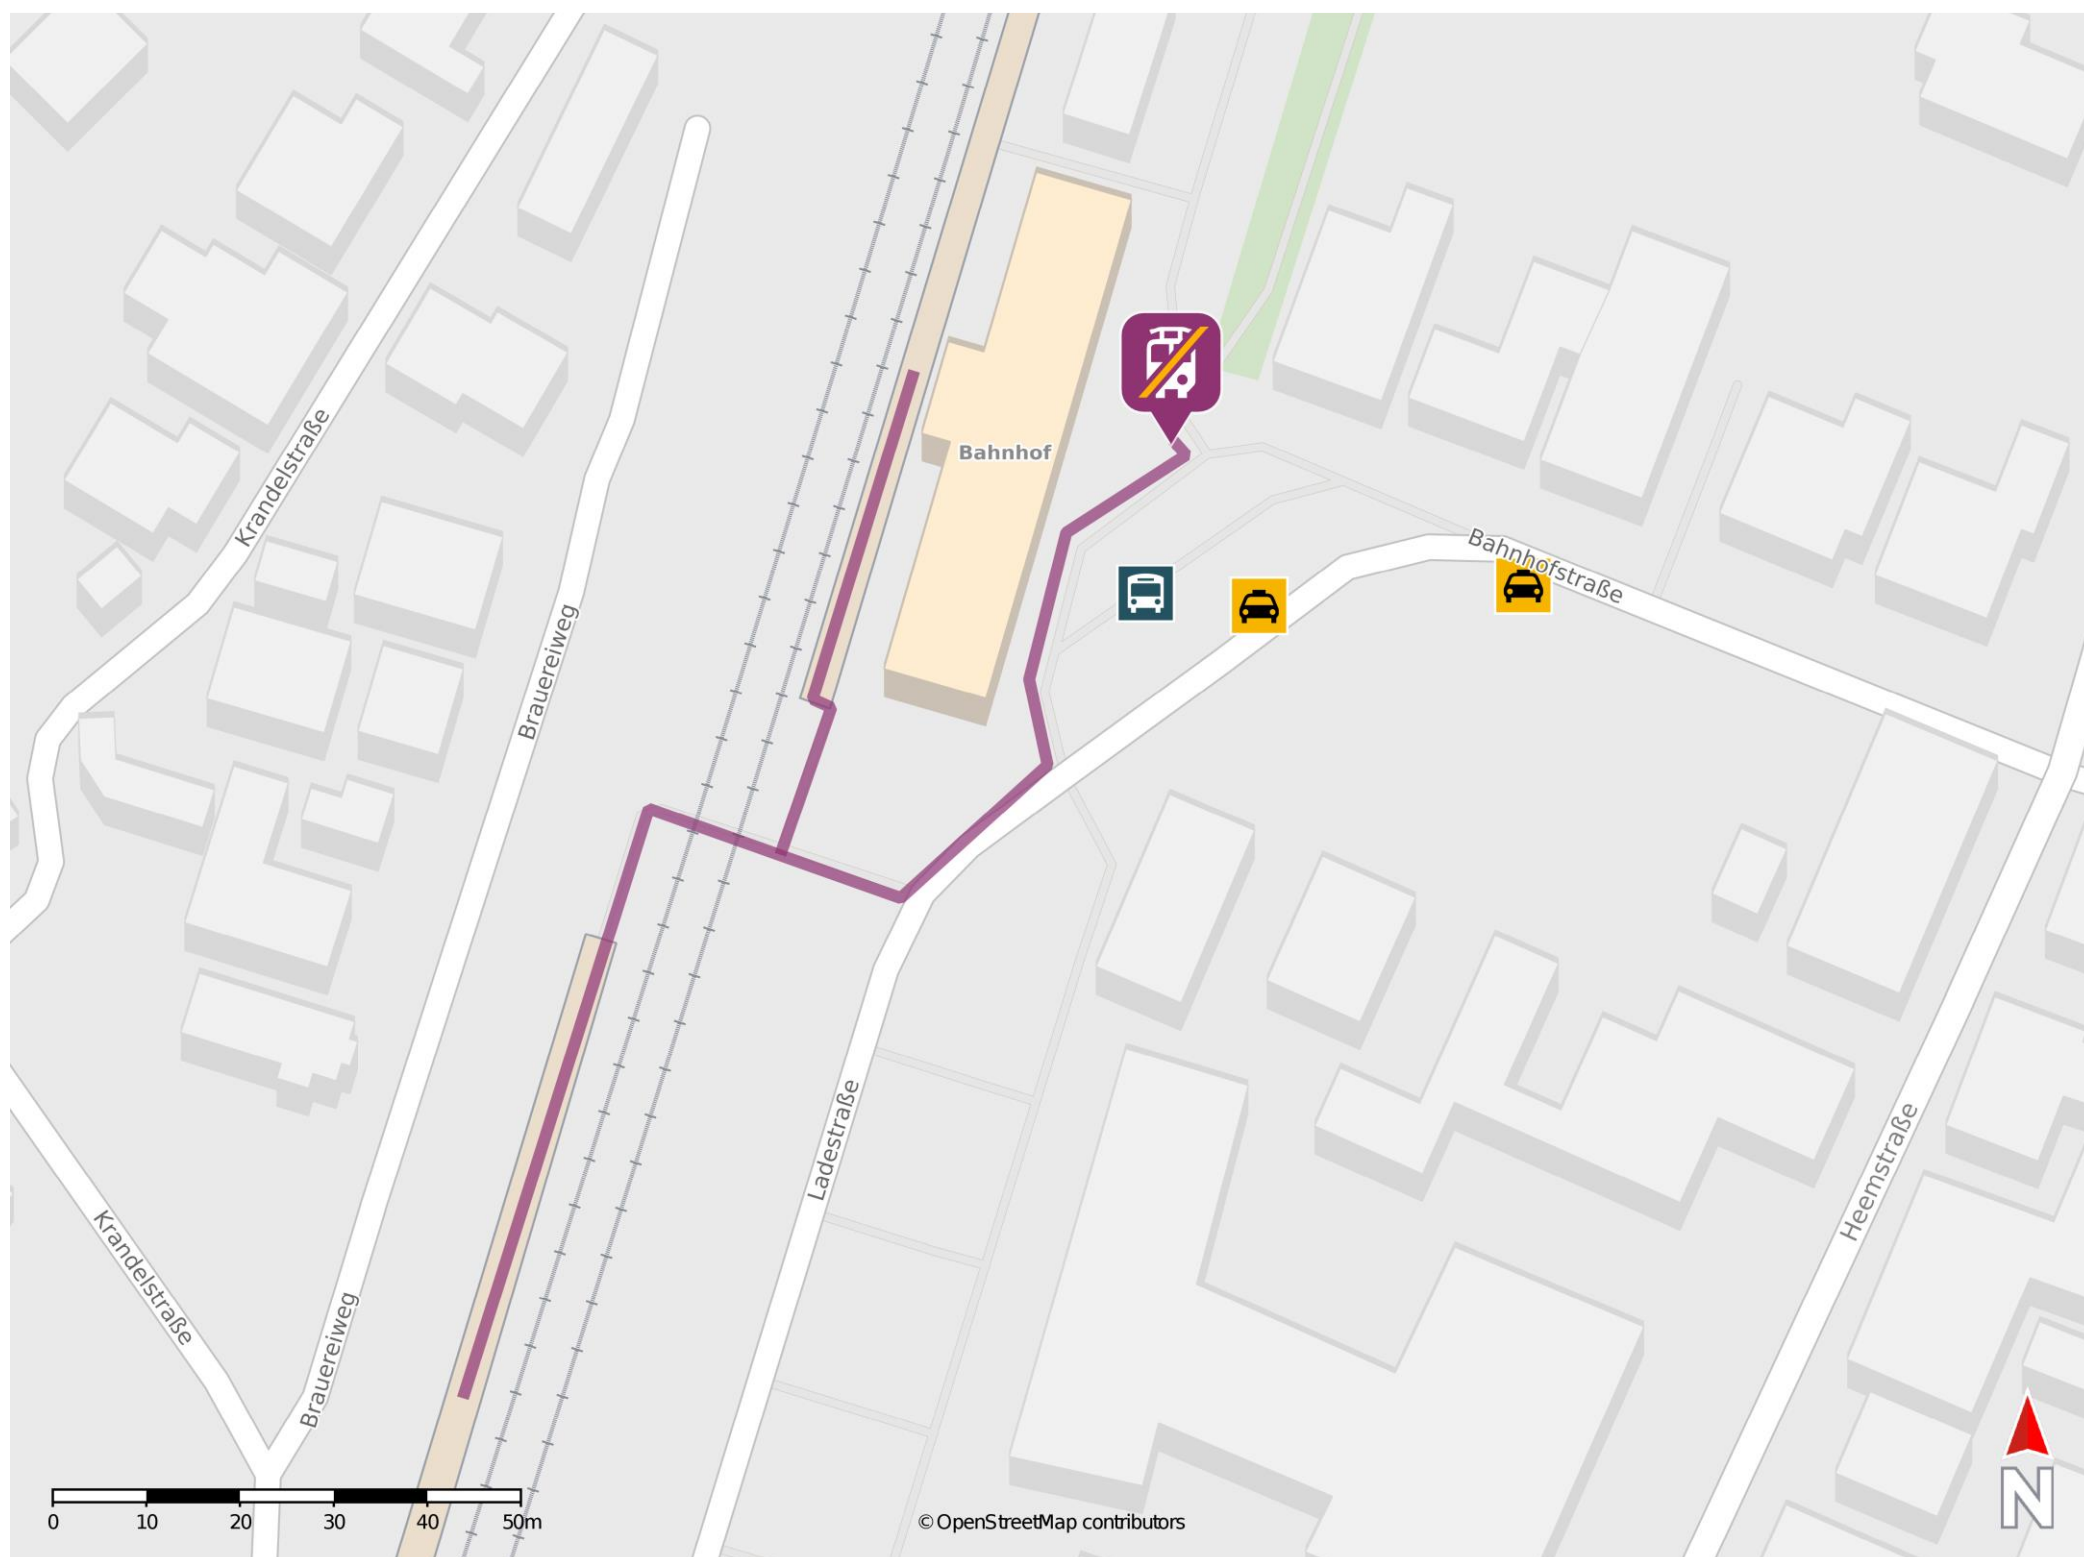 Krandelstraße
Bahnhof
Bahnhofstraße
Brauereiweg
Ladestraße
Heemstraße
Krandelstraße
Brauereiweg
0 10 20 30 40 50m
© OpenStreetMap contributors
N